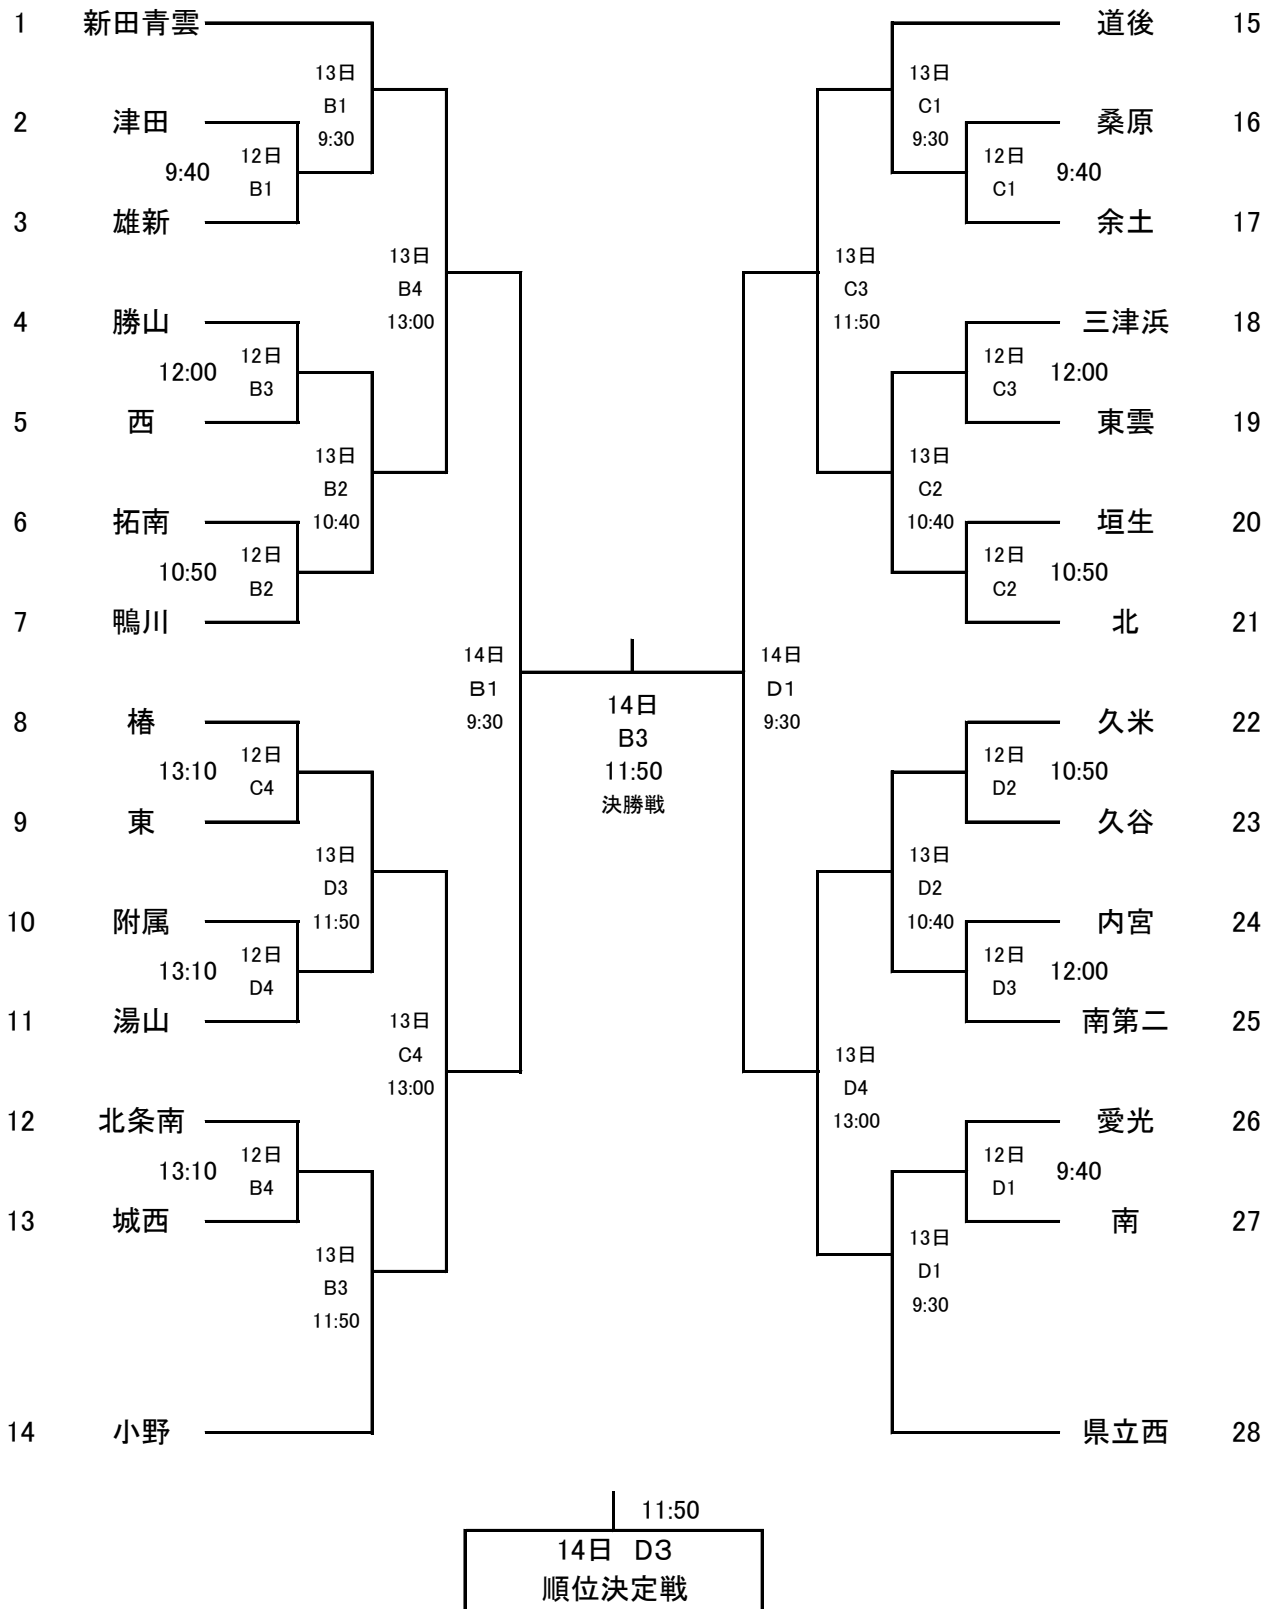 1 新田青雲
13日
B1
9:30
2 津田
9:40
12日
B1
3 雄新
13日
B4
13:00
4 勝山
12:00
12日
B3
5 西
13日
B2
10:40
6 拓南
10:50
12日
B2
7 鴨川
14日
B1
9:30
8 椿
13:10
12日
C4
9 東
13日
D3
11:50
10 附属
13:10
12日
D4
11 湯山
13日
C4
13:00
12 北条南
13:10
12日
B4
13 城西
13日
B3
11:50
14 小野
14日
B3
11:50
決勝戦
道後 15
13日
C1
9:30
桑原 16
12日
C1
9:40
余土 17
13日
C3
11:50
三津浜 18
12日
C3
12:00
東雲 19
13日
C2
10:40
垣生 20
12日
C2
10:50
北 21
14日
D1
9:30
久米 22
12日
D2
10:50
久谷 23
13日
D2
10:40
内宮 24
12日
D3
12:00
南第二 25
13日
D4
13:00
愛光 26
12日
D1
9:40
南 27
13日
D1
9:30
県立西 28
11:50
14日 D3
順位決定戦